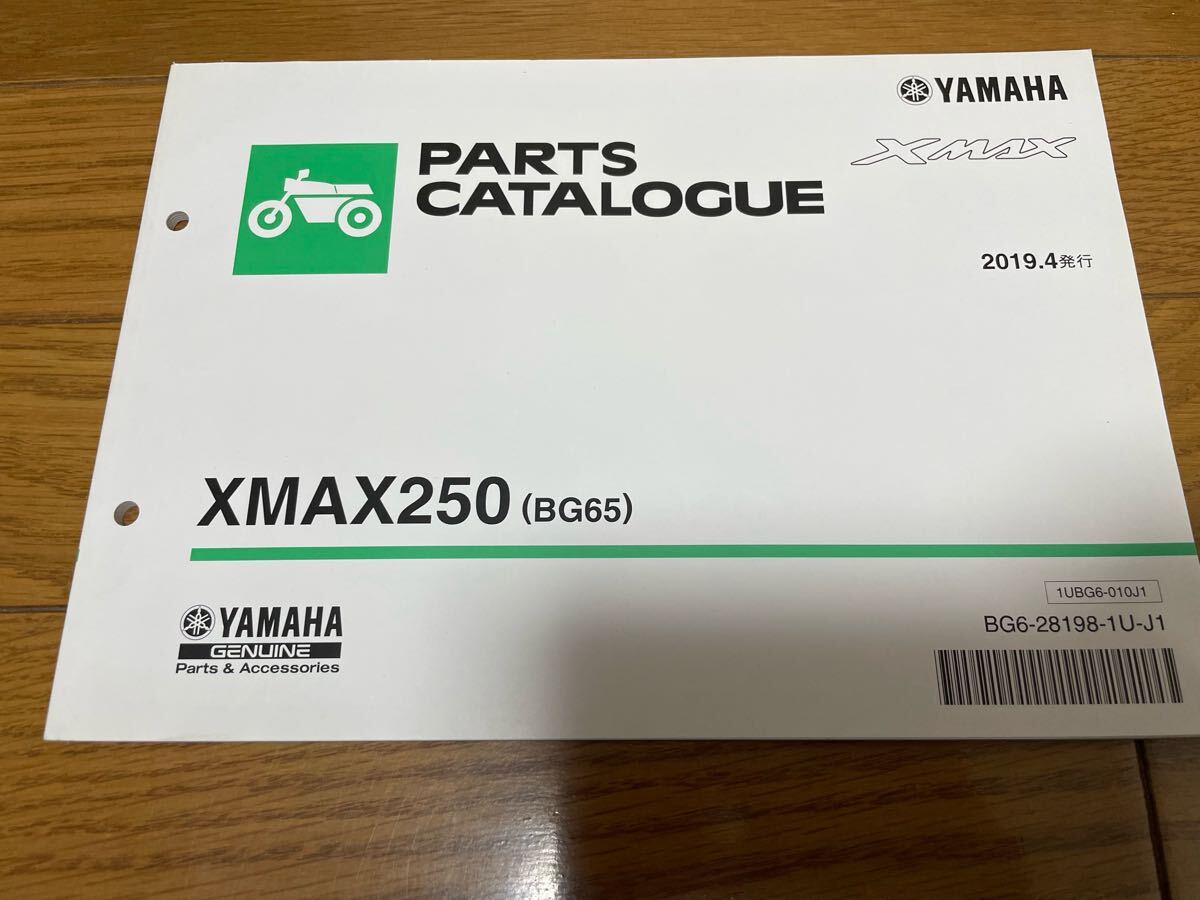 YAMAHA
XMAX
PARTS
CATALOGUE
2019.4発行
XMAX250 (BG65)
YAMAHA
GENUINE
Parts & Accessories
1UBG6-010J1
BG6-28198-1U-J1